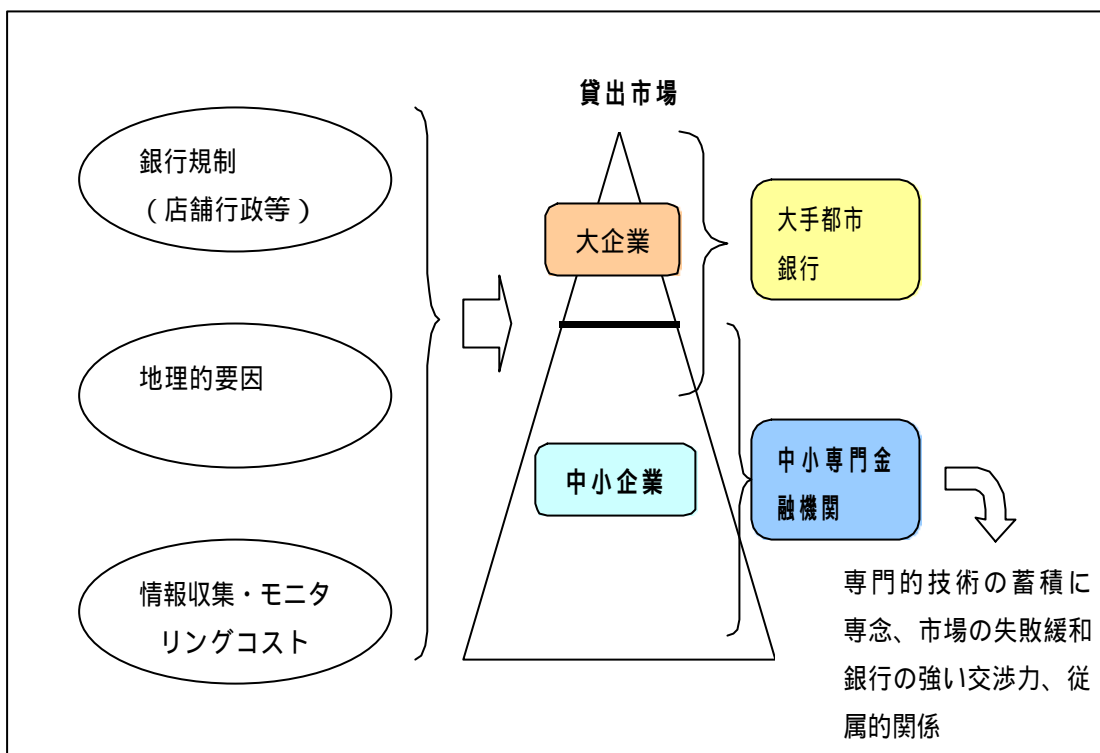 貸出市場
銀行規制
（店舗行政等）
地理的要因
情報収集・モニタ
リングコスト
大企業
中小企業
大手都市
銀行
中小専門金
融機関
専門的技術の蓄積に
専念、市場の失敗緩和
銀行の強い交渉力、従
属的関係